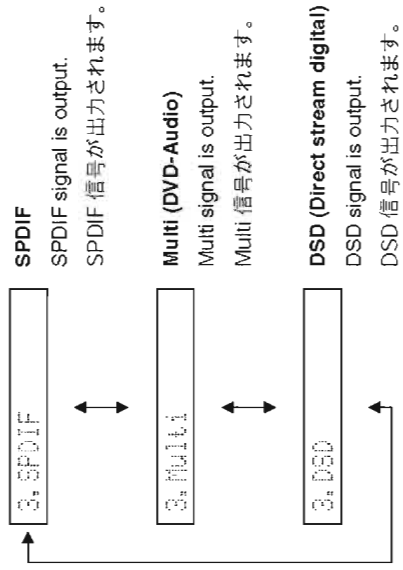 3. SPDIF
SPDIF
SPDIF signal is output.
SPDIF 信号が出力されます。
3. Multi
Multi (DVD-Audio)
Multi signal is output.
Multi 信号が出力されます。
3. DSD
DSD (Direct stream digital)
DSD signal is output.
DSD 信号が出力されます。